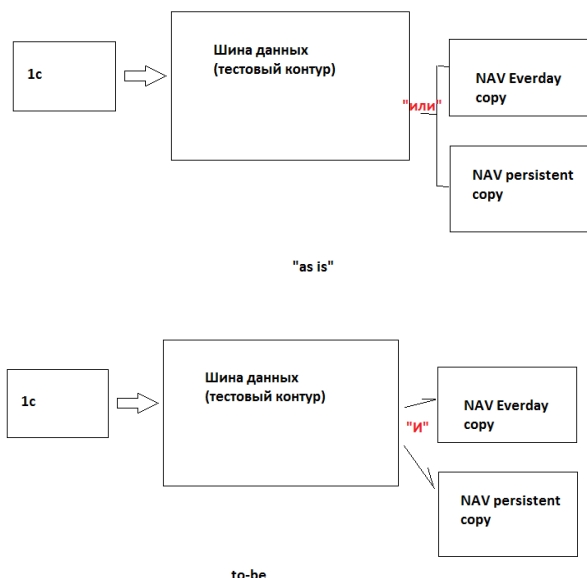 1c
Шина данных
(тестовый контур)
"или"
NAV Everday
copy
NAV persistent
copy
"as is"
1c
Шина данных
(тестовый контур)
"И"
NAV Everday
copy
NAV persistent
copy
to-be